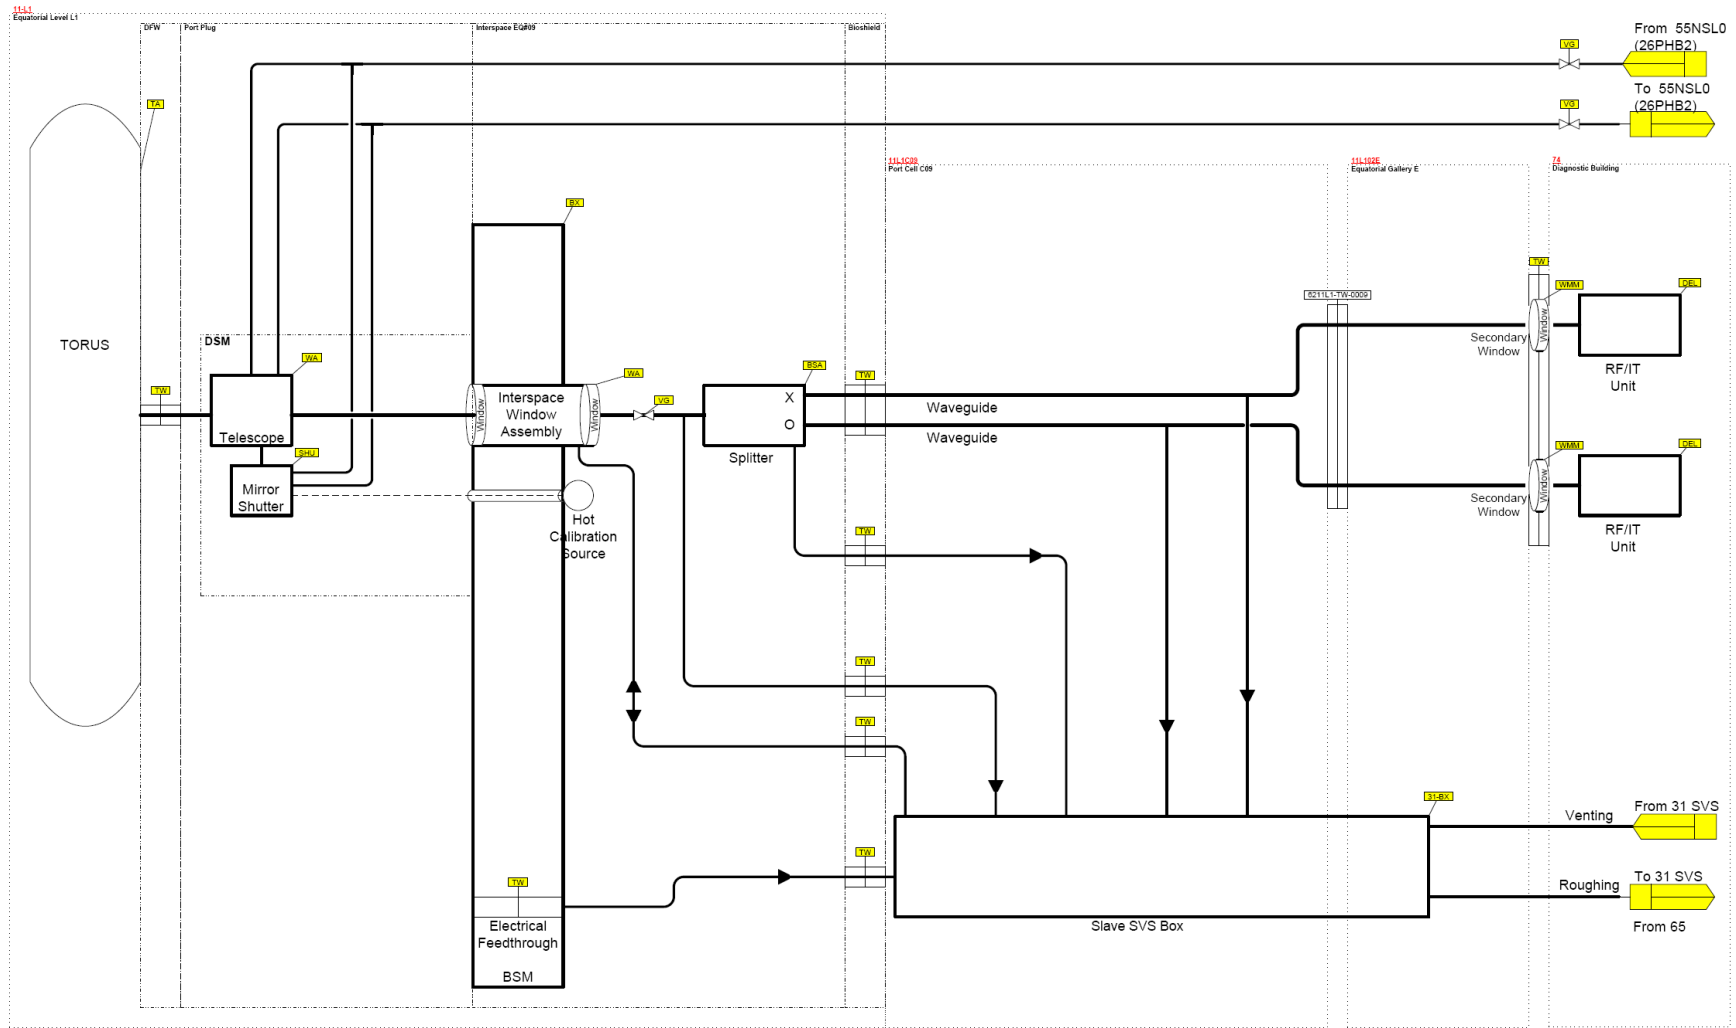 11-L1
Equatorial Level L1
DFW
Port Plug
Interspace EQ#09
Bioshield
From 55NSL0
(26PHB2)
VG
To 55NSL0
(26PHB2)
VG
TA
11L1C09
Port Cell C09
11L102E
Equatorial Gallery E
74
Diagnostic Building
BX
TW
WMM
DEL
6211L1-TW-0009
TORUS
DSM
WA
WA
BSA
TW
Secondary
Window
Window
RF/IT
Unit
TW
Telescope
Window
Interspace
Window
Assembly
Window
VG
X
O
Splitter
Waveguide
Waveguide
SHU
Mirror
Shutter
Hot
Calibration
Source
WMM
DEL
Secondary
Window
Window
RF/IT
Unit
TW
TW
TW
31-BX
Venting
From 31 SVS
TW
TW
Electrical
Feedthrough
BSM
Slave SVS Box
Roughing
To 31 SVS
From 65